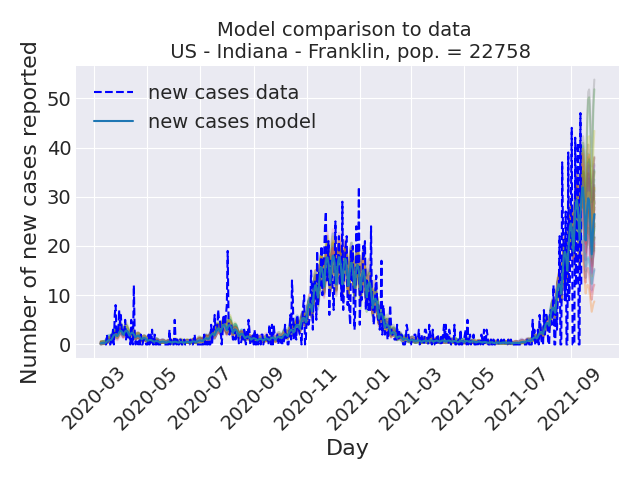 Model comparison to data
US - Indiana - Franklin, pop. = 22758
Number of new cases reported
50
40
30
20
10
0
new cases data
new cases model
2020-03
2020-05
2020-07
2020-09
2020-11
2021-01
2021-03
2021-05
2021-07
2021-09
Day